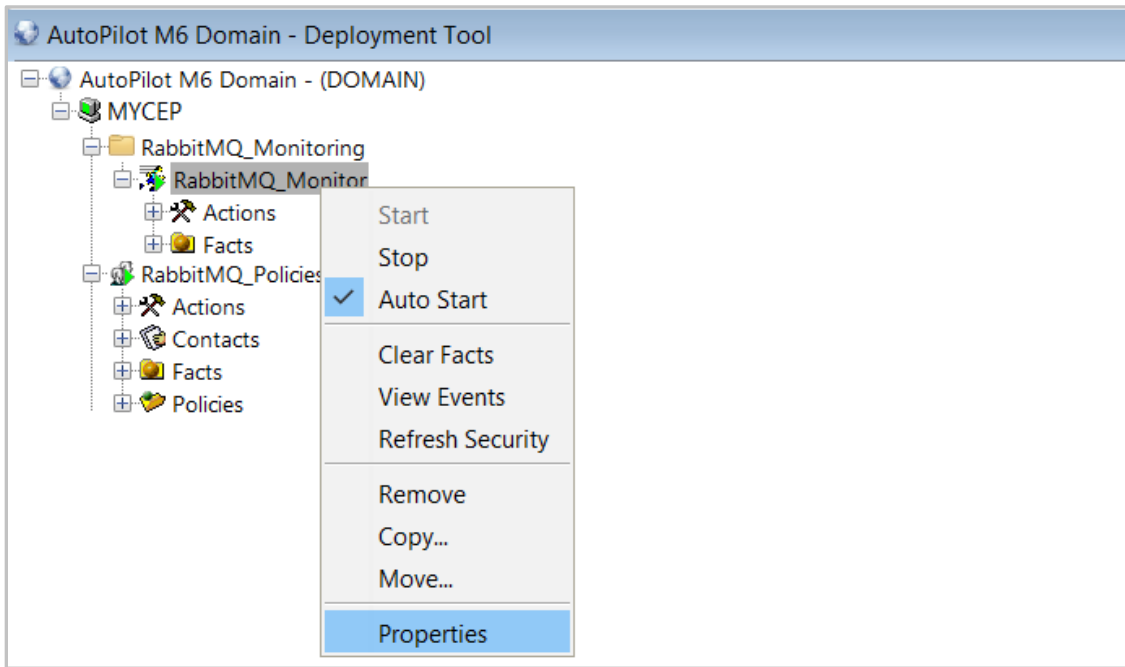 AutoPilot M6 Domain - Deployment Tool
AutoPilot M6 Domain - (DOMAIN)
MYCEP
RabbitMQ_Monitoring
RabbitMQ_Monitor
Actions
Facts
RabbitMQ_Policies
Actions
Contacts
Facts
Policies
Start
Stop
Auto Start
Clear Facts
View Events
Refresh Security
Remove
Copy...
Move...
Properties